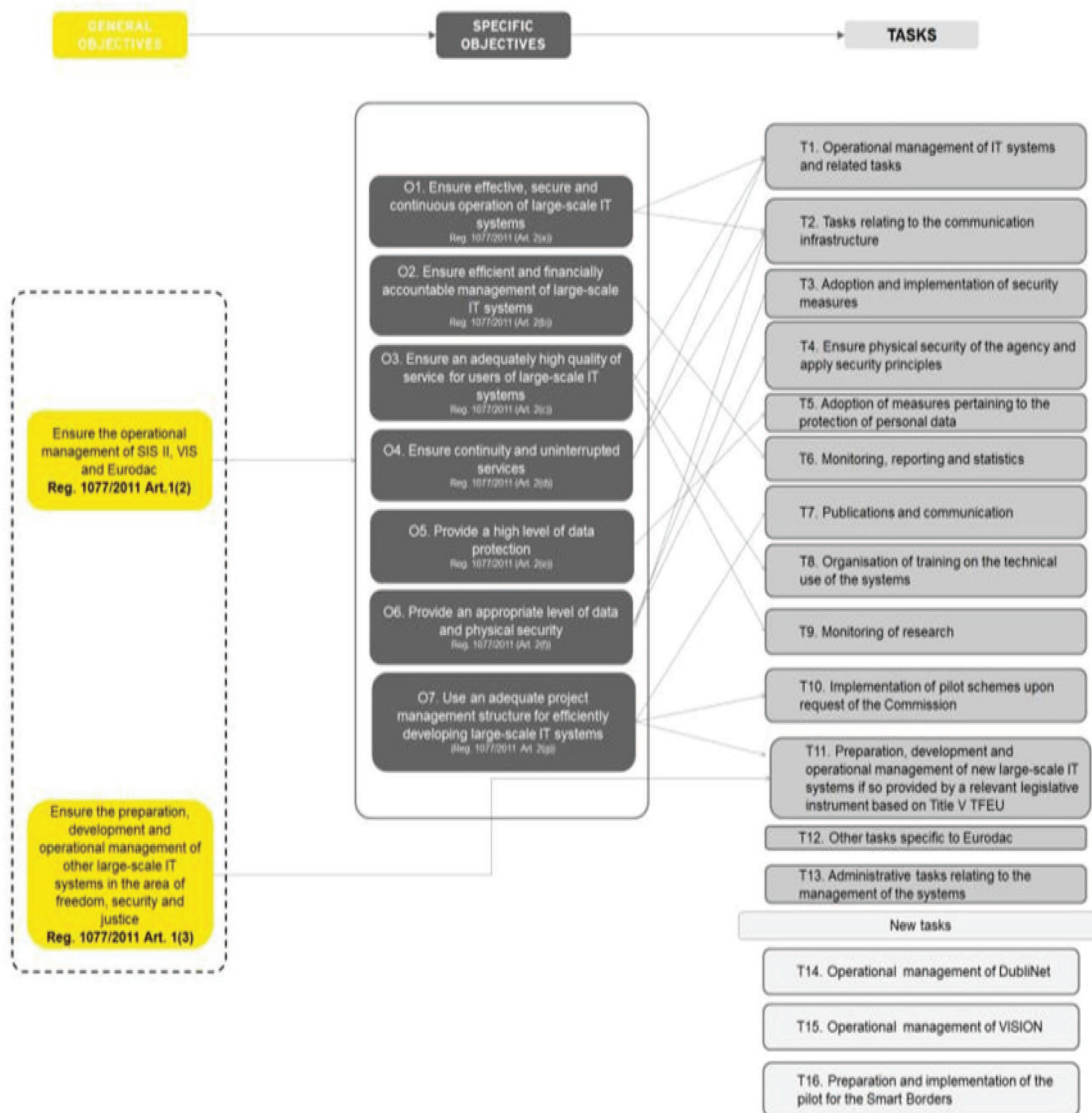 GENERAL
OBJECTIVES
SPECIFIC
OBJECTIVES
TASKS
Ensure the operational
management of SIS II, VIS
and Eurodac
Reg. 1077/2011 Art.1(2)
Ensure the preparation,
development and
operational management of
other large-scale IT
systems in the area of
freedom, security and
justice
Reg. 1077/2011 Art. 1(3)
O1. Ensure effective, secure and
continuous operation of large-scale IT
systems
Reg. 1077/2011 (Art. 2(a))
O2. Ensure efficient and financially
accountable management of large-scale
IT systems
Reg. 1077/2011 (Art. 2(b))
O3. Ensure an adequately high quality of
service for users of large-scale IT
systems
Reg. 1077/2011 (Art. 2(c))
O4. Ensure continuity and uninterrupted
services
Reg. 1077/2011 (Art. 2(d))
O5. Provide a high level of data
protection
Reg. 1077/2011 (Art. 2(e))
O6. Provide an appropriate level of data
and physical security
Reg. 1077/2011 (Art. 2(f))
O7. Use an adequate project
management structure for efficiently
developing large-scale IT systems
(Reg. 1077/2011 Art. 2(g))
T1. Operational management of IT systems
and related tasks
T2. Tasks relating to the communication
infrastructure
T3. Adoption and implementation of security
measures
T4. Ensure physical security of the agency and
apply security principles
T5. Adoption of measures pertaining to the
protection of personal data
T6. Monitoring, reporting and statistics
T7. Publications and communication
T8. Organisation of training on the technical
use of the systems
T9. Monitoring of research
T10. Implementation of pilot schemes upon
request of the Commission
T11. Preparation, development and
operational management of new large-scale IT
systems if so provided by a relevant legislative
instrument based on Title V TFEU
T12. Other tasks specific to Eurodac
T13. Administrative tasks relating to the
management of the systems
New tasks
T14. Operational management of DubliNet
T15. Operational management of VISION
T16. Preparation and implementation of the
pilot for the Smart Borders